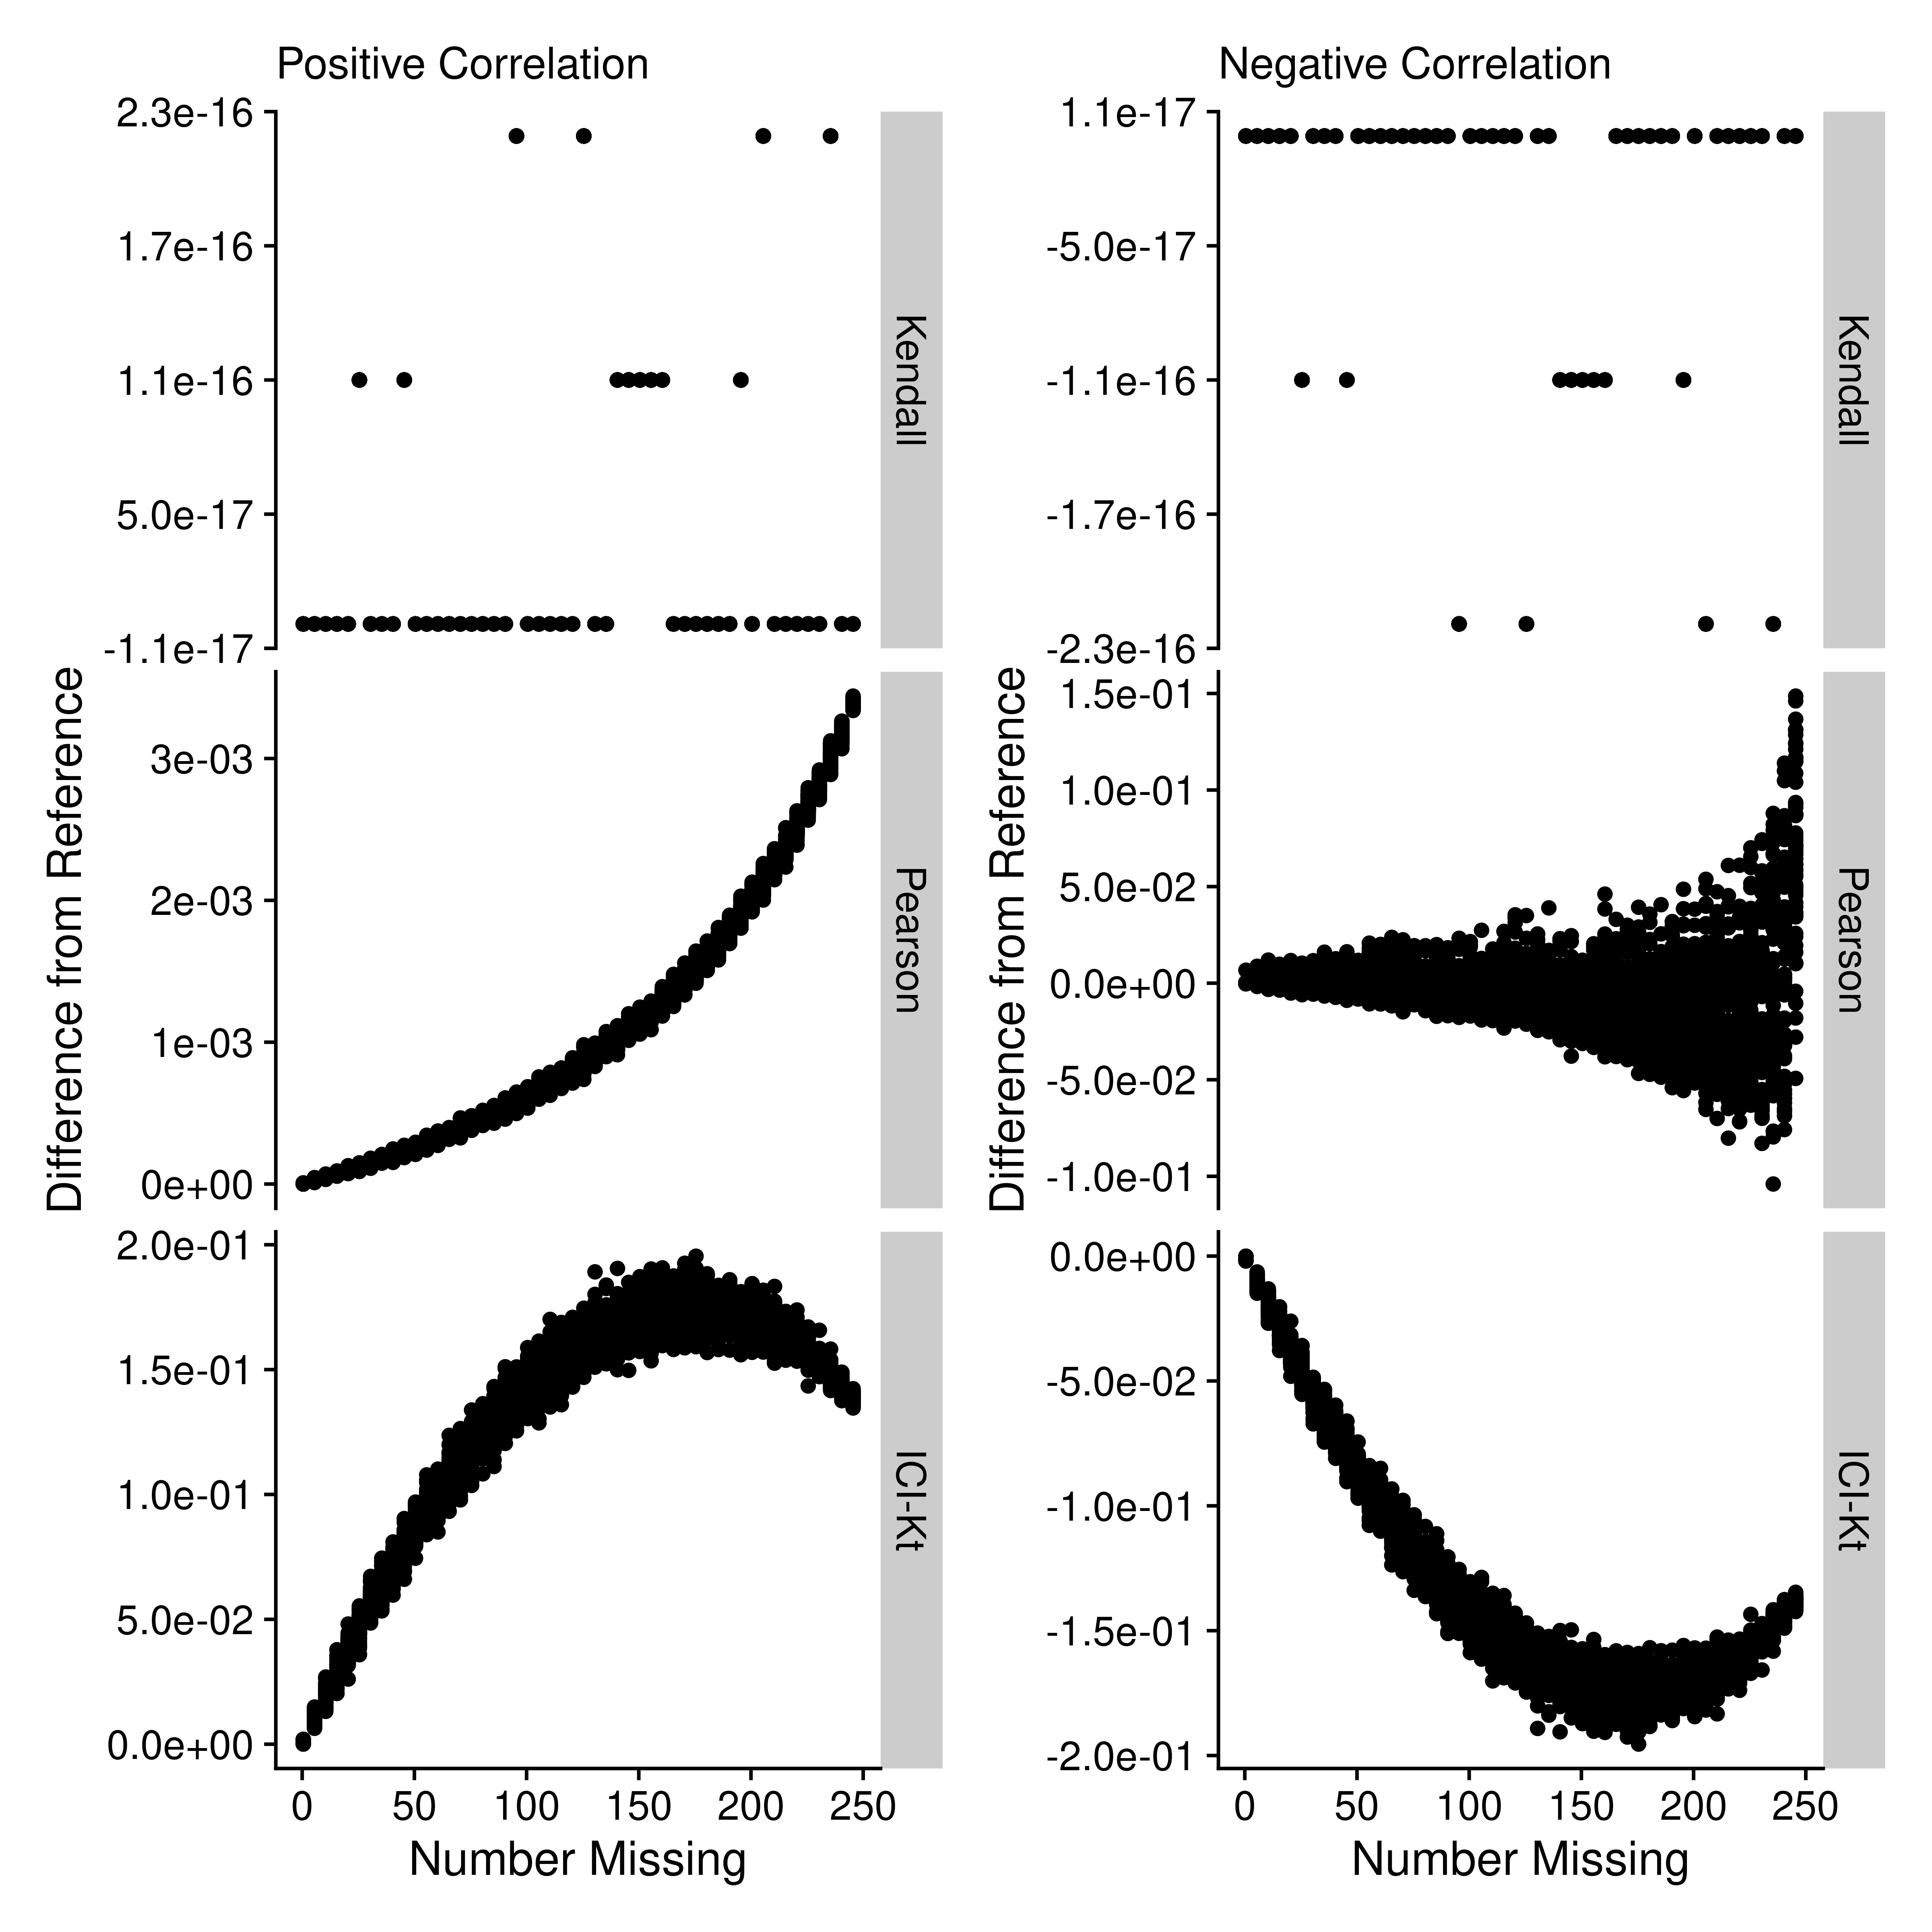 Positive Correlation
2.3e-16
1.7e-16
1.1e-16
5.0e-17
-1.1e-17
Kendall
3e-03
2e-03
1e-03
0e+00
Pearson
2.0e-01
1.5e-01
1.0e-01
5.0e-02
0.0e+00
ICI-Kt
Difference from Reference
0 50 100 150 200 250
Number Missing
Negative Correlation
1.1e-17
-5.0e-17
-1.1e-16
-1.7e-16
-2.3e-16
Kendall
1.5e-01
1.0e-01
5.0e-02
0.0e+00
-5.0e-02
-1.0e-01
Pearson
0.0e+00
-5.0e-02
-1.0e-01
-1.5e-01
-2.0e-01
ICI-Kt
Difference from Reference
0 50 100 150 200 250
Number Missing